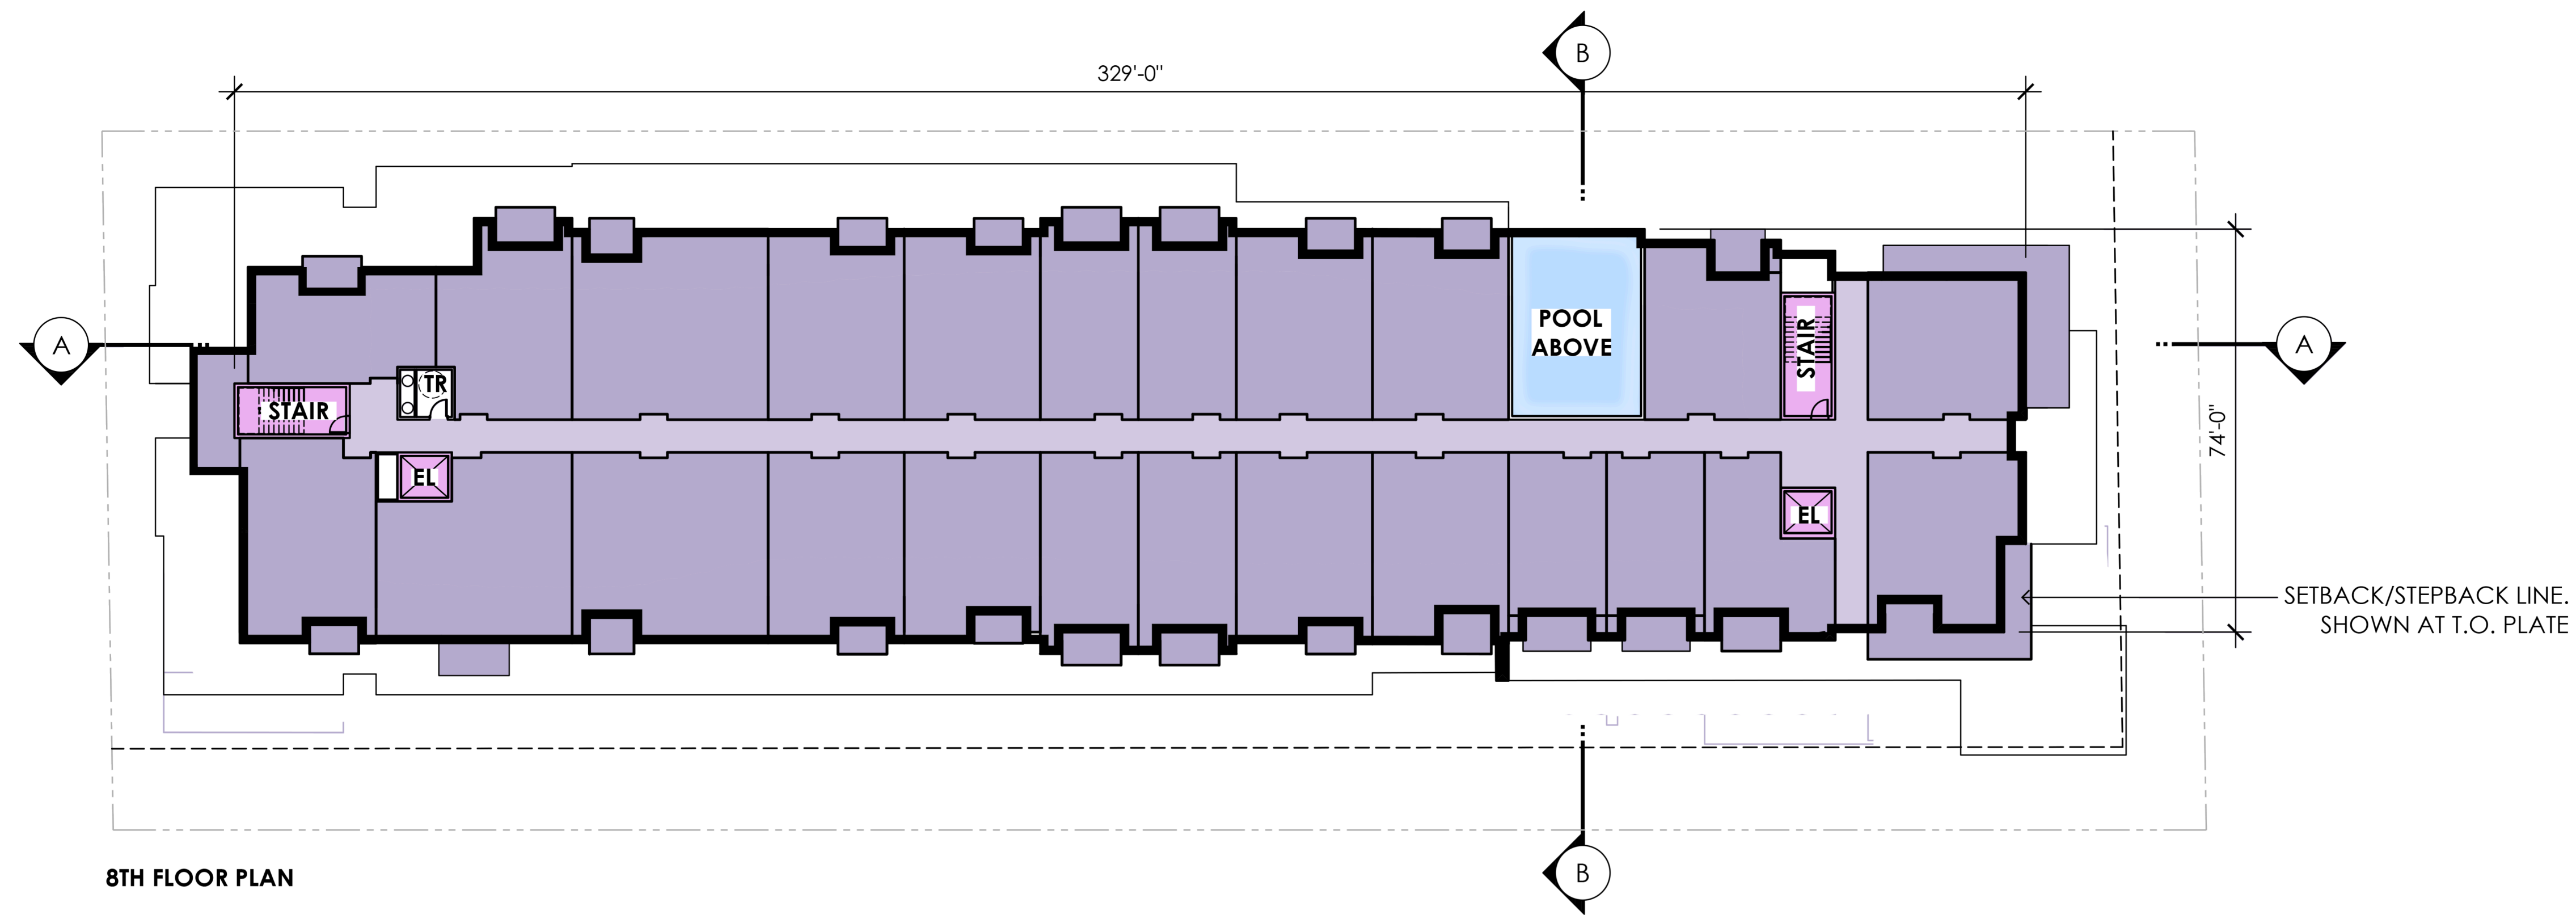 B
329'-0"
A
STAIR
TR
EL
POOL
ABOVE
STAIR
EL
A
74'-0"
SETBACK/STEPBACK LINE.
SHOWN AT T.O. PLATE
B
8TH FLOOR PLAN